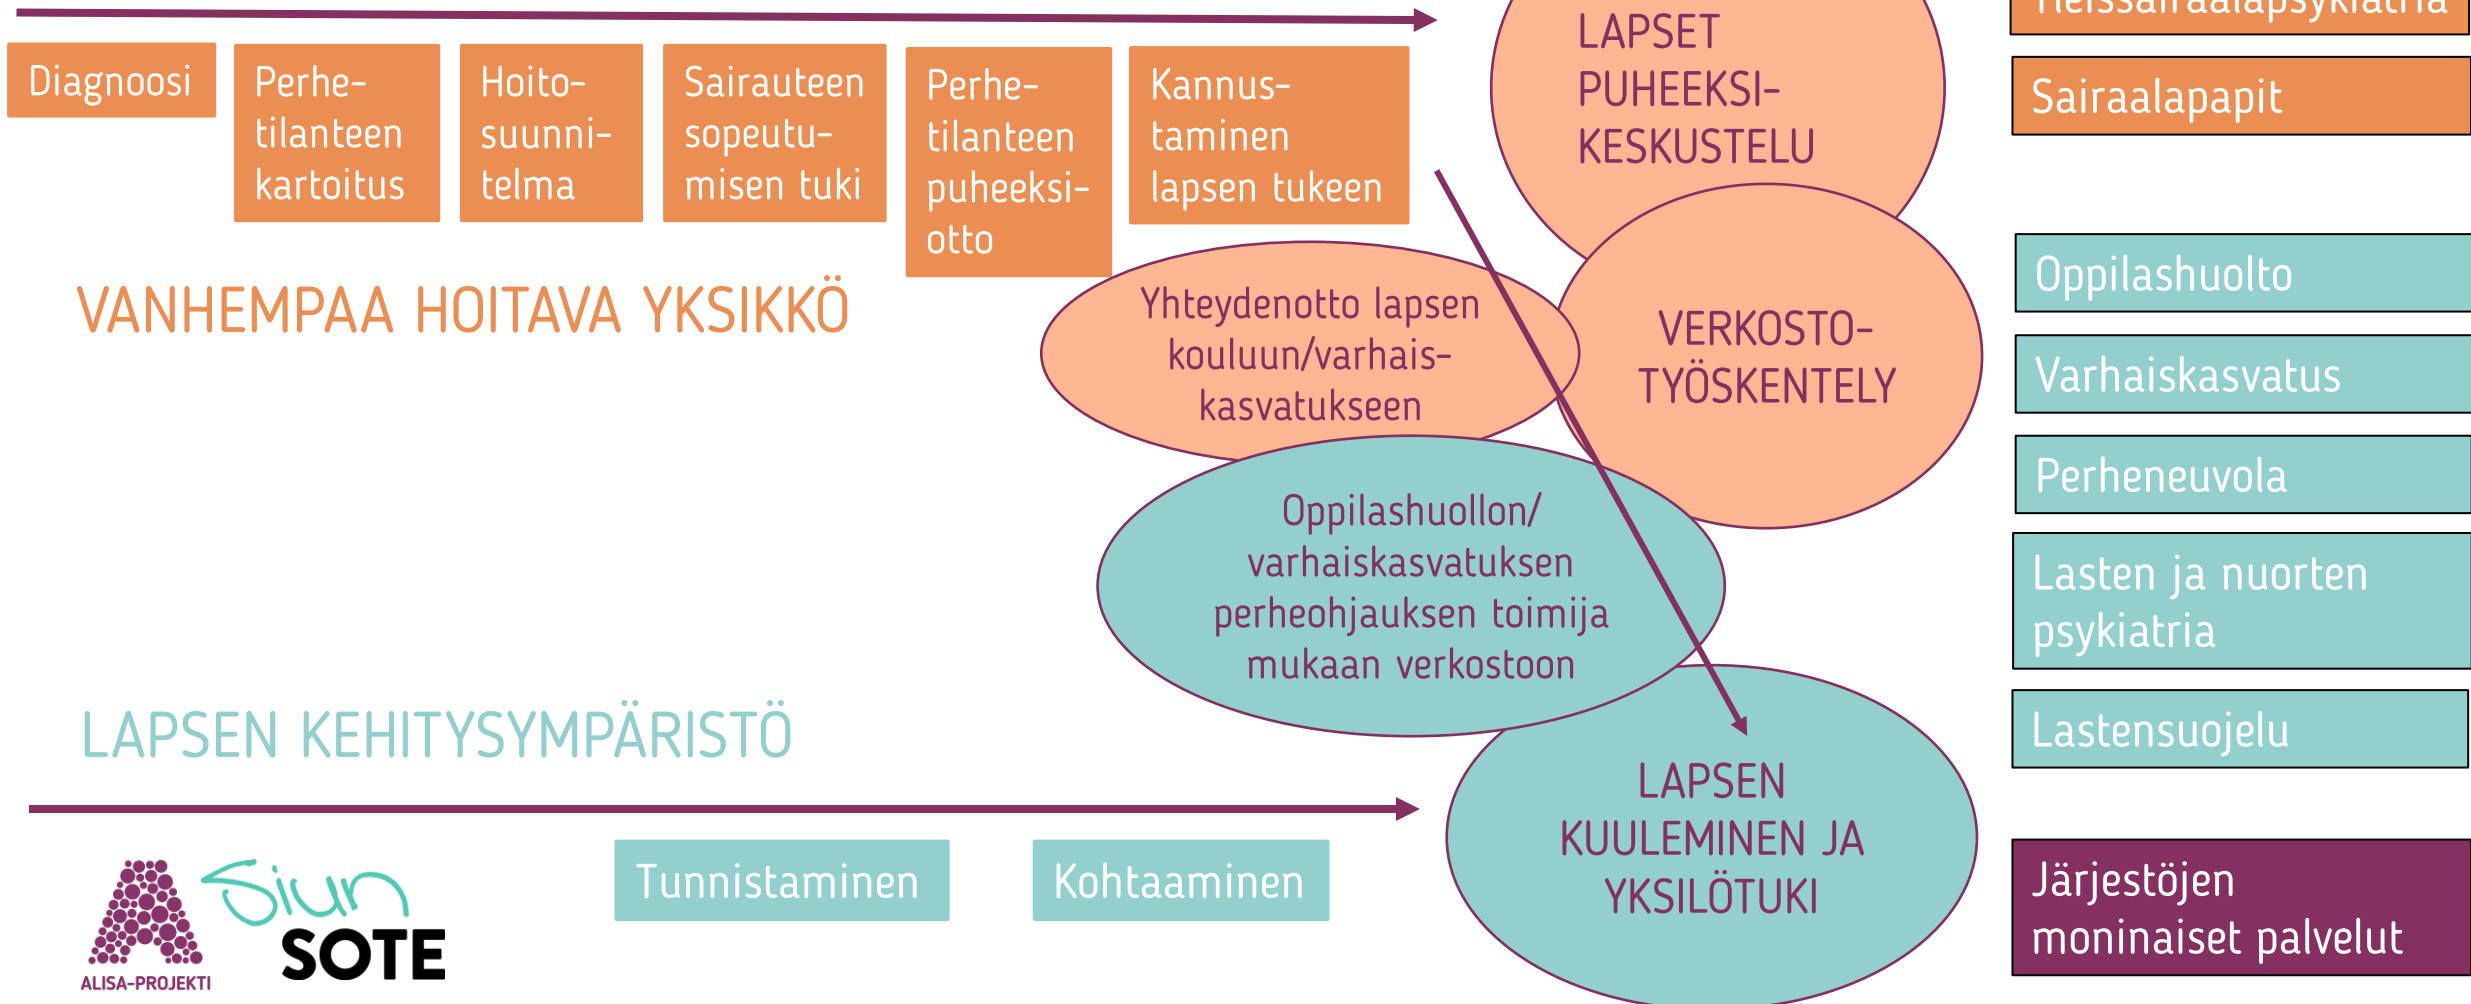 Diagnoosi
Perhe-
tilanteen
kartoitus
Hoito-
suunni-
telma
Sairauteen
sopeutu-
misen tuki
Perhe-
tilanteen
puheeksi-
otto
Kannus-
taminen
lapsen tukeen
LAPSET
PUHEEKSI-
KESKUSTELU
Sairaalapapit
VANHEMPAA HOITAVA YKSIKKÖ
Yhteydenotto lapsen
kouluun/varhais-
kasvatukseen
VERKOSTO-
TYÖSKENTELY
Oppilashuolto
Varhaiskasvatus
Perheneuvola
Oppilashuollon/
varhaiskasvatuksen
perheohjauksen toimija
mukaan verkostoon
Lasten ja nuorten
psykiatria
Lastensuojelu
LAPSEN KEHITYSYMPÄRISTÖ
LAPSEN
KUULEMINEN JA
YKSILÖTUKI
Tunnistaminen
Kohtaaminen
Järjestöjen
moninaiset palvelut
ALISA-PROJEKTI
Siun
SOTE